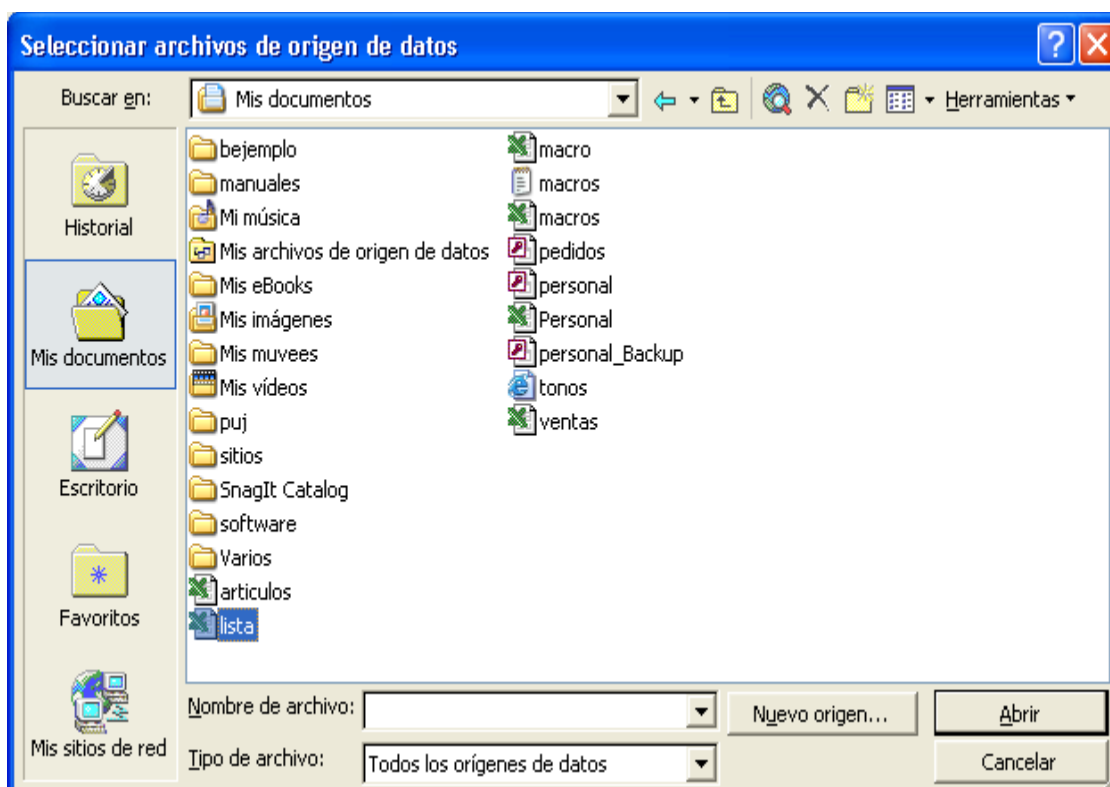 Seleccionar archivos de origen de datos
Buscar en:
Mis documentos
Herramientas
Historial
Mis documentos
Escritorio
Favoritos
Mis sitios de red
bejemplo
manuales
Mi música
Mis archivos de origen de datos
Mis eBooks
Mis imágenes
Mis muvees
Mis vídeos
puj
sitios
SnagIt Catalog
software
Varios
articulos
lista
macro
macros
macros
pedidos
personal
Personal
personal_Backup
tonos
ventas
Nombre de archivo:
Nuevo origen...
Abrir
Tipo de archivo:
Todos los orígenes de datos
Cancelar